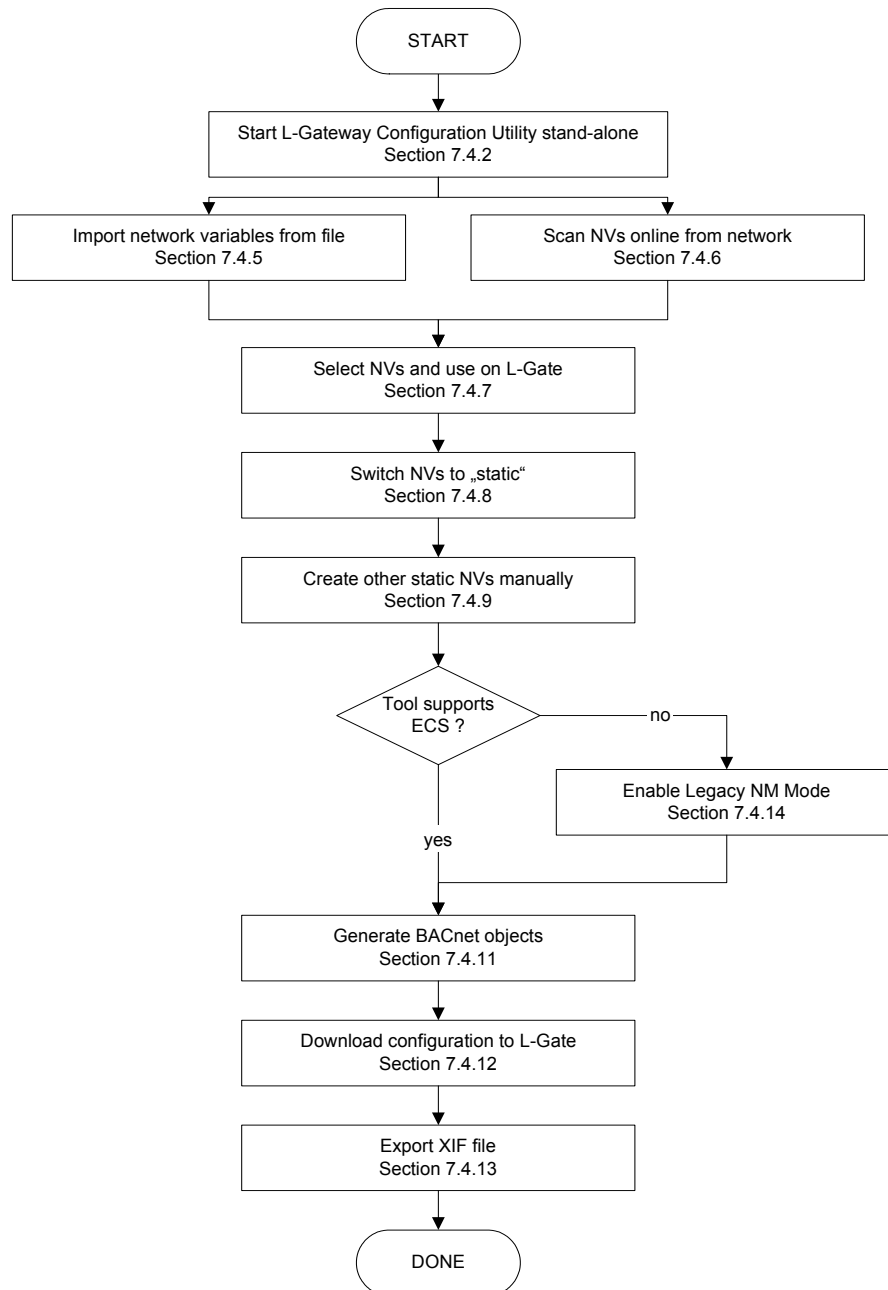 START
Start L-Gateway Configuration Utility stand-alone
Section 7.4.2
Import network variables from file
Section 7.4.5
Scan NVs online from network
Section 7.4.6
Select NVs and use on L-Gate
Section 7.4.7
Switch NVs to „static“
Section 7.4.8
Create other static NVs manually
Section 7.4.9
Tool supports
ECS ?
no
Enable Legacy NM Mode
Section 7.4.14
yes
Generate BACnet objects
Section 7.4.11
Download configuration to L-Gate
Section 7.4.12
Export XIF file
Section 7.4.13
DONE